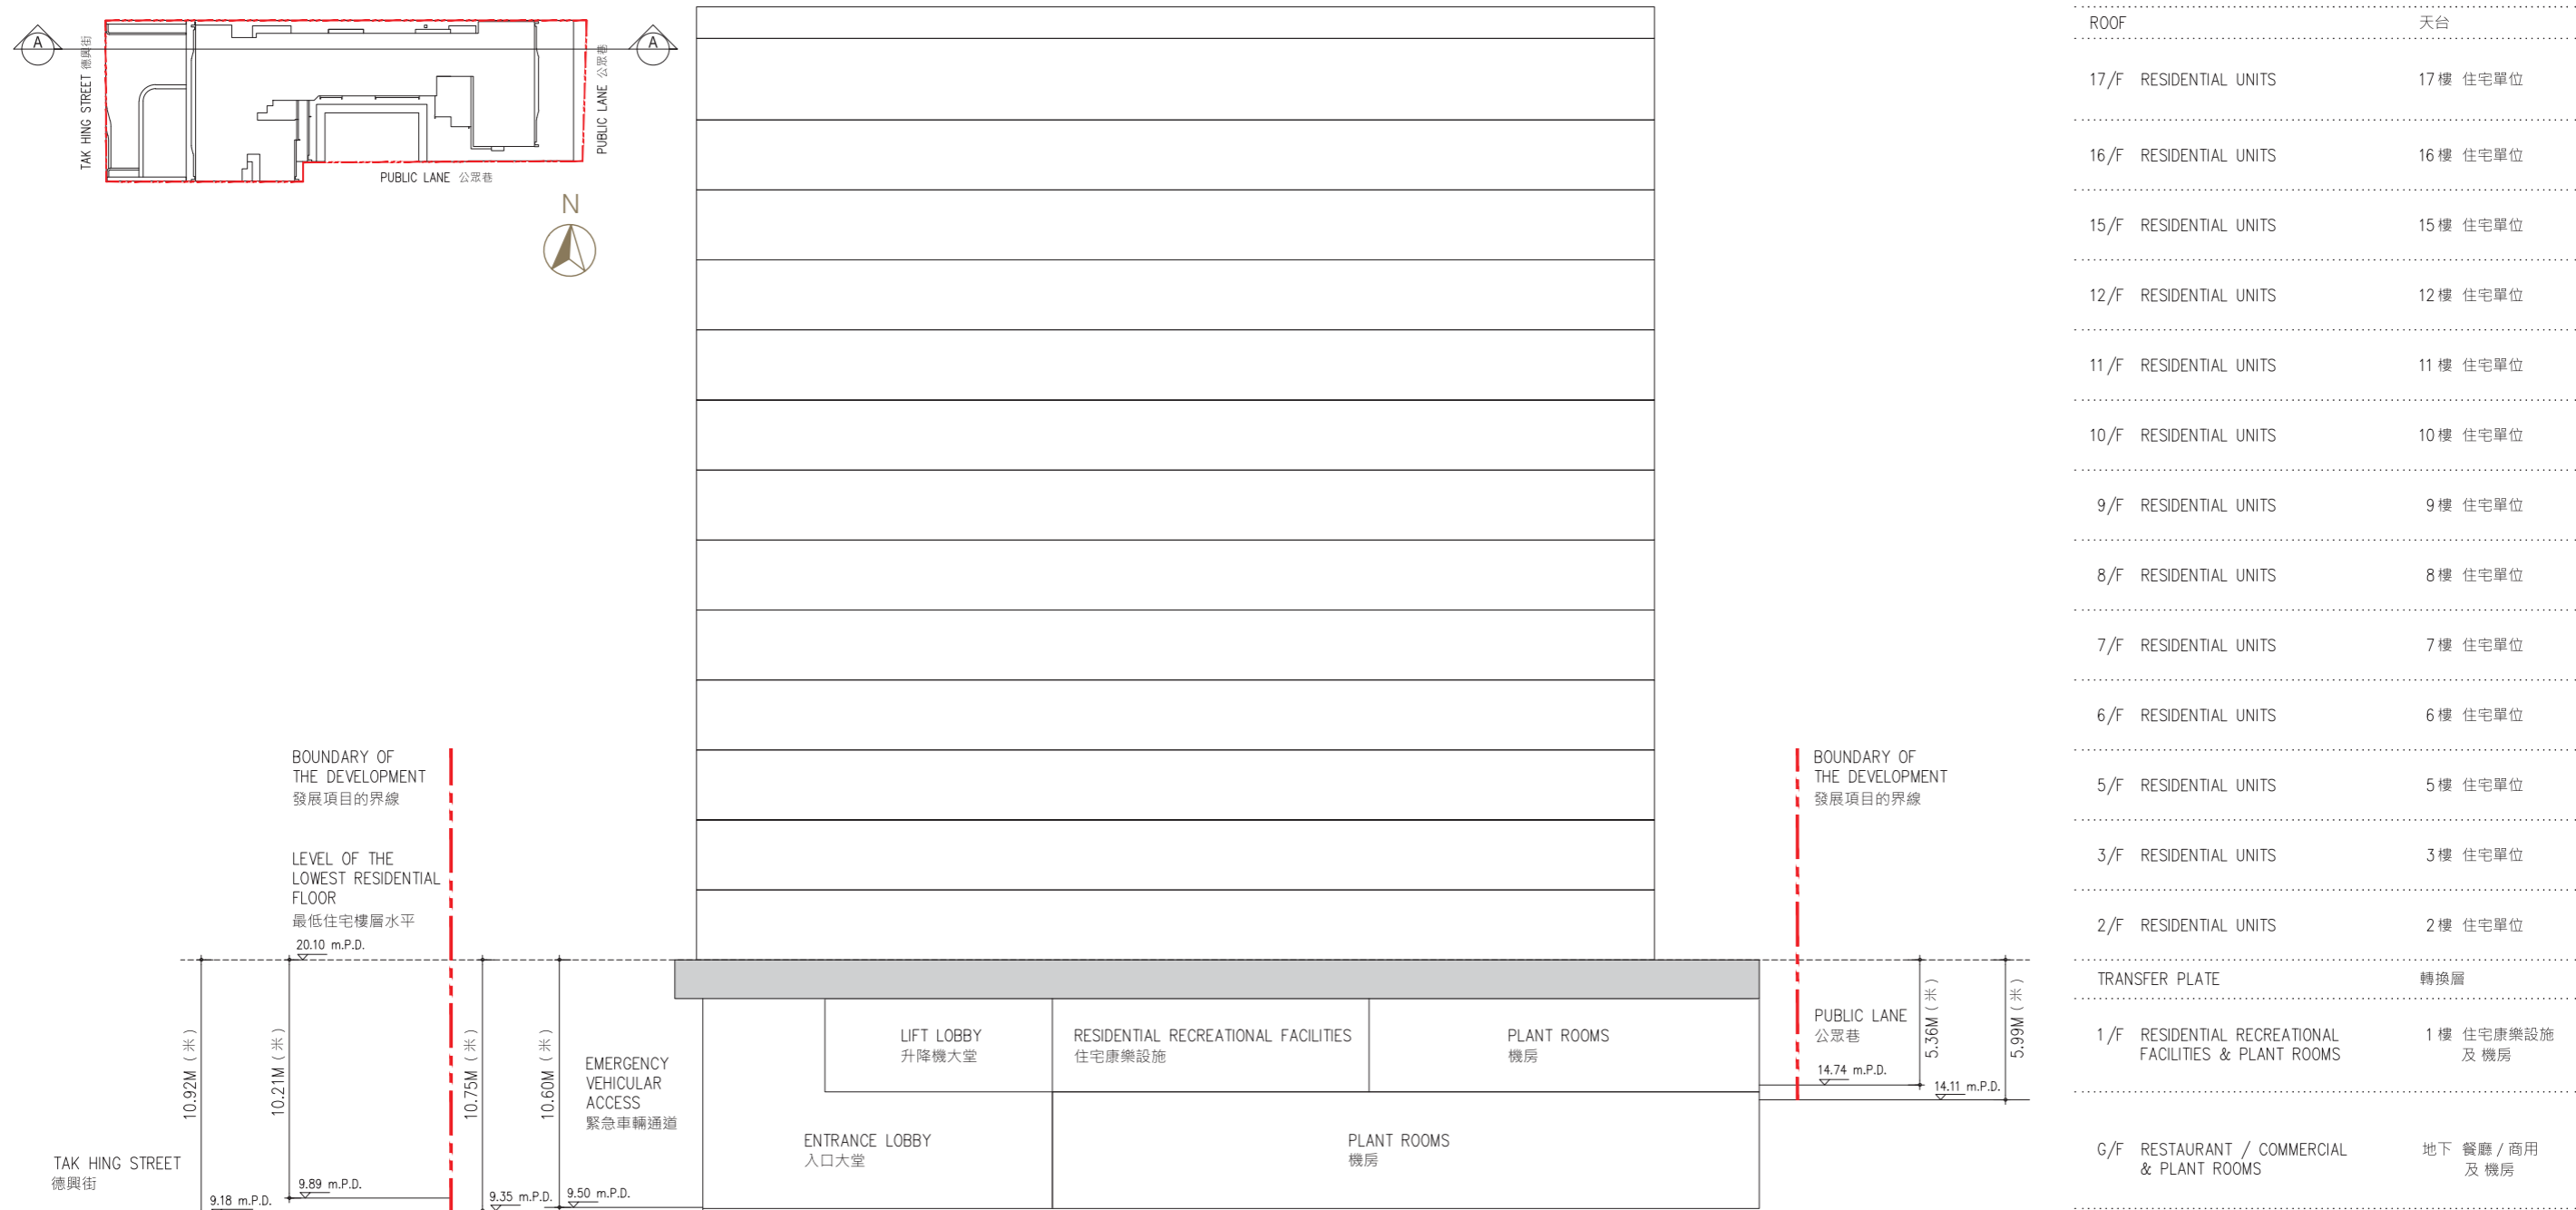 A
A
TAK HING STREET 德興街
PUBLIC LANE 公眾巷
PUBLIC LANE 公眾巷
N
BOUNDARY OF
THE DEVELOPMENT
發展項目的界線
LEVEL OF THE
LOWEST RESIDENTIAL
FLOOR
最低住宅樓層水平
20.10 m.P.D.
10.92M（米）
10.21M（米）
10.75M（米）
10.60M（米）
EMERGENCY
VEHICULAR
ACCESS
緊急車輛通道
TAK HING STREET
德興街
9.18 m.P.D.
9.89 m.P.D.
9.35 m.P.D.
9.50 m.P.D.
LIFT LOBBY
升降機大堂
RESIDENTIAL RECREATIONAL FACILITIES
住宅康樂設施
PLANT ROOMS
機房
ENTRANCE LOBBY
入口大堂
PLANT ROOMS
機房
BOUNDARY OF
THE DEVELOPMENT
發展項目的界線
PUBLIC LANE
公眾巷
14.74 m.P.D.
14.11 m.P.D.
5.36M（米）
5.99M（米）
ROOF 天台
17/F RESIDENTIAL UNITS 17樓 住宅單位
16/F RESIDENTIAL UNITS 16樓 住宅單位
15/F RESIDENTIAL UNITS 15樓 住宅單位
12/F RESIDENTIAL UNITS 12樓 住宅單位
11/F RESIDENTIAL UNITS 11樓 住宅單位
10/F RESIDENTIAL UNITS 10樓 住宅單位
9/F RESIDENTIAL UNITS 9樓 住宅單位
8/F RESIDENTIAL UNITS 8樓 住宅單位
7/F RESIDENTIAL UNITS 7樓 住宅單位
6/F RESIDENTIAL UNITS 6樓 住宅單位
5/F RESIDENTIAL UNITS 5樓 住宅單位
3/F RESIDENTIAL UNITS 3樓 住宅單位
2/F RESIDENTIAL UNITS 2樓 住宅單位
TRANSFER PLATE 轉換層
1/F RESIDENTIAL RECREATIONAL 1樓 住宅康樂設施
FACILITIES & PLANT ROOMS 及 機房
G/F RESTAURANT / COMMERCIAL 地下 餐廳 / 商用
& PLANT ROOMS 及 機房